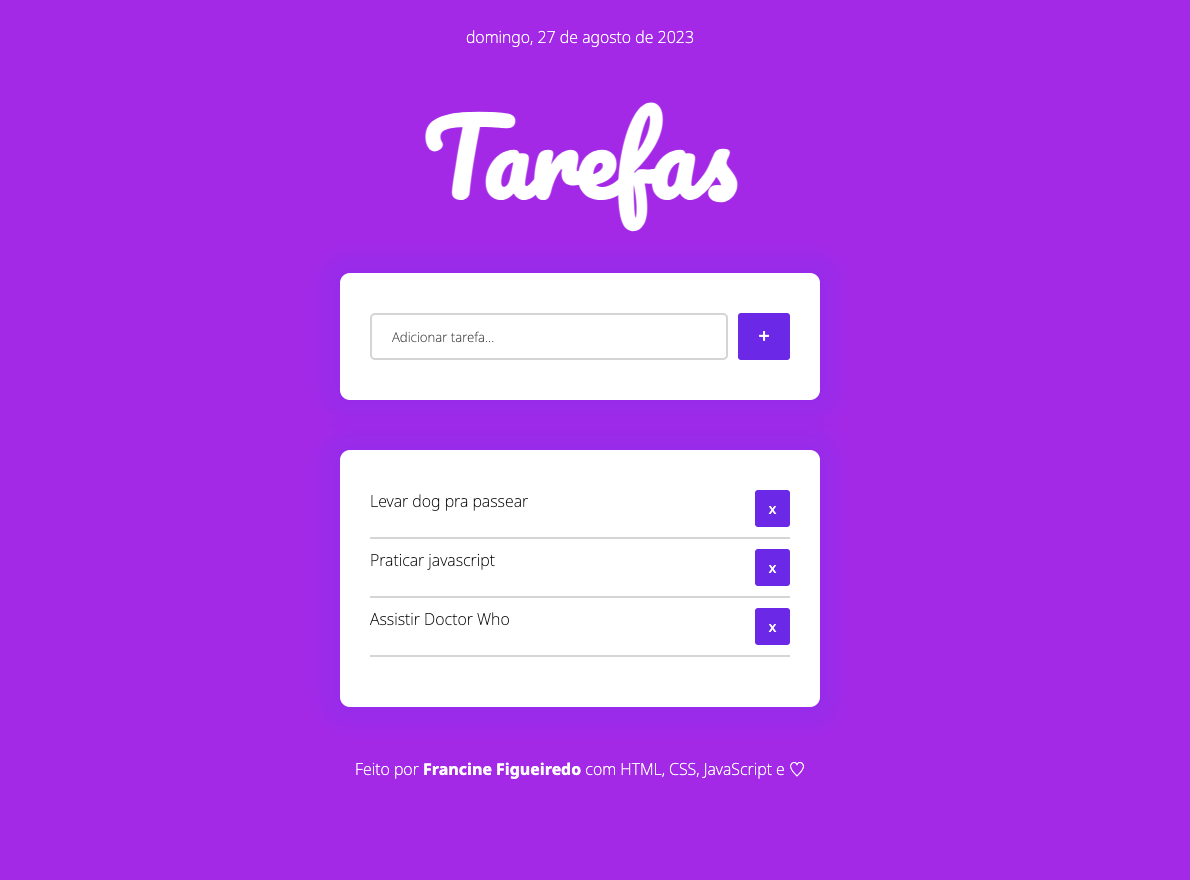 domingo, 27 de agosto de 2023
Tarefas
Adicionar tarefa...
+
Levar dog pra passear
x
Praticar javascript
x
Assistir Doctor Who
x
Feito por Francine Figueiredo com HTML, CSS, JavaScript e ♡